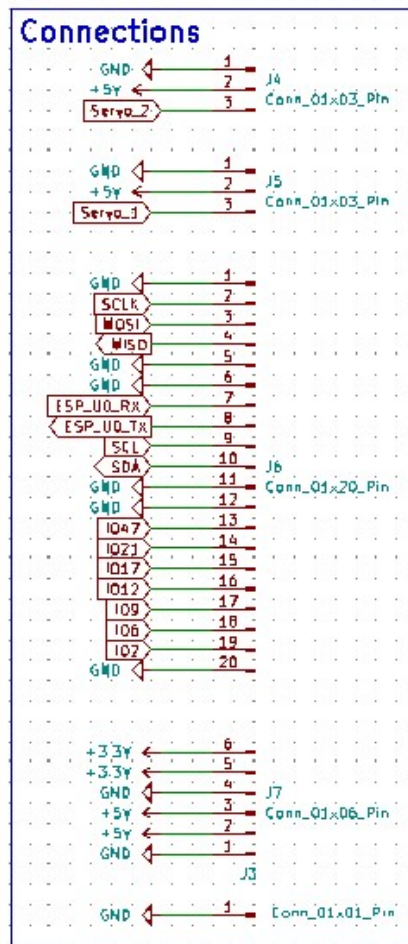 Connections
GND 1
+5V 2 J4
Servo_2 3 Conn_01x03_Pin
GND 1
+5V 2 J5
Servo_1 3 Conn_01x03_Pin
GND 1
SCLK 2
MOSI 3
MISO 4
GND 5
GND 6
ESP_U0_RX 7
ESP_U0_TX 8
SCL 9
SDA 10 J6
GND 11 Conn_01x20_Pin
GND 12
IO47 13
IO21 14
IO17 15
IO12 16
IO9 17
IO6 18
IO2 19
GND 20
+3.3V 6
+3.3V 5
GND 4 J7
+5V 3 Conn_01x06_Pin
+5V 2
GND 1
J3
GND 1 Conn_01x01_Pin